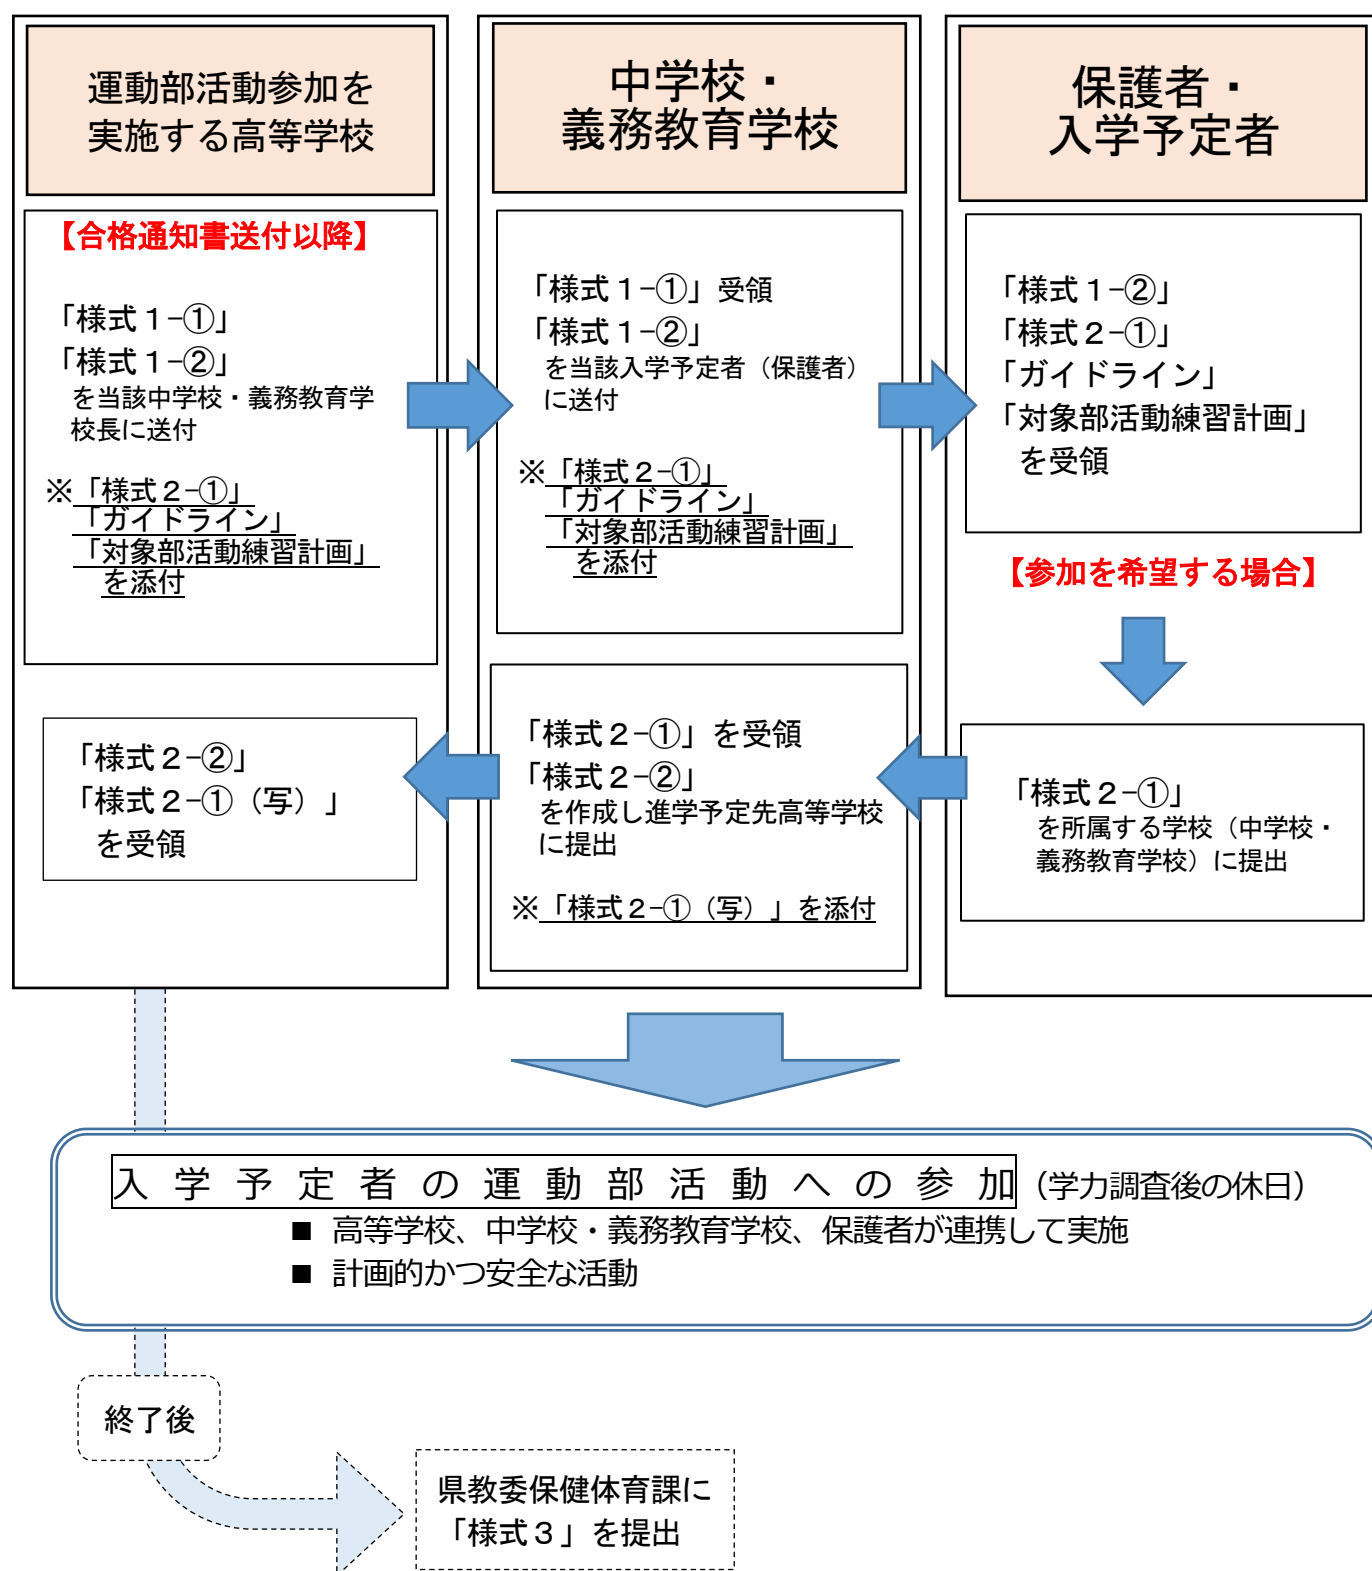 運動部活動参加を
実施する高等学校
【合格通知書送付以降】
「様式１-①」
「様式１-②」
を当該中学校・義務教育学
校長に送付
※「様式２-①」
「ガイドライン」
「対象部活動練習計画」
を添付
中学校・
義務教育学校
「様式１-①」受領
「様式１-②」
を当該入学予定者（保護者）
に送付
※「様式２-①」
「ガイドライン」
「対象部活動練習計画」
を添付
保護者・
入学予定者
「様式１-②」
「様式２-①」
「ガイドライン」
「対象部活動練習計画」
を受領
【参加を希望する場合】
「様式２-①」
を所属する学校（中学校・
義務教育学校）に提出
「様式２-①」を受領
「様式２-②」
を作成し進学予定先高等学校
に提出
※「様式２-①（写）」を添付
「様式２-②」
「様式２-①（写）」
を受領
入学予定者の運動部活動への参加（学力調査後の休日）
■ 高等学校、中学校・義務教育学校、保護者が連携して実施
■ 計画的かつ安全な活動
終了後
県教委保健体育課に
「様式３」を提出